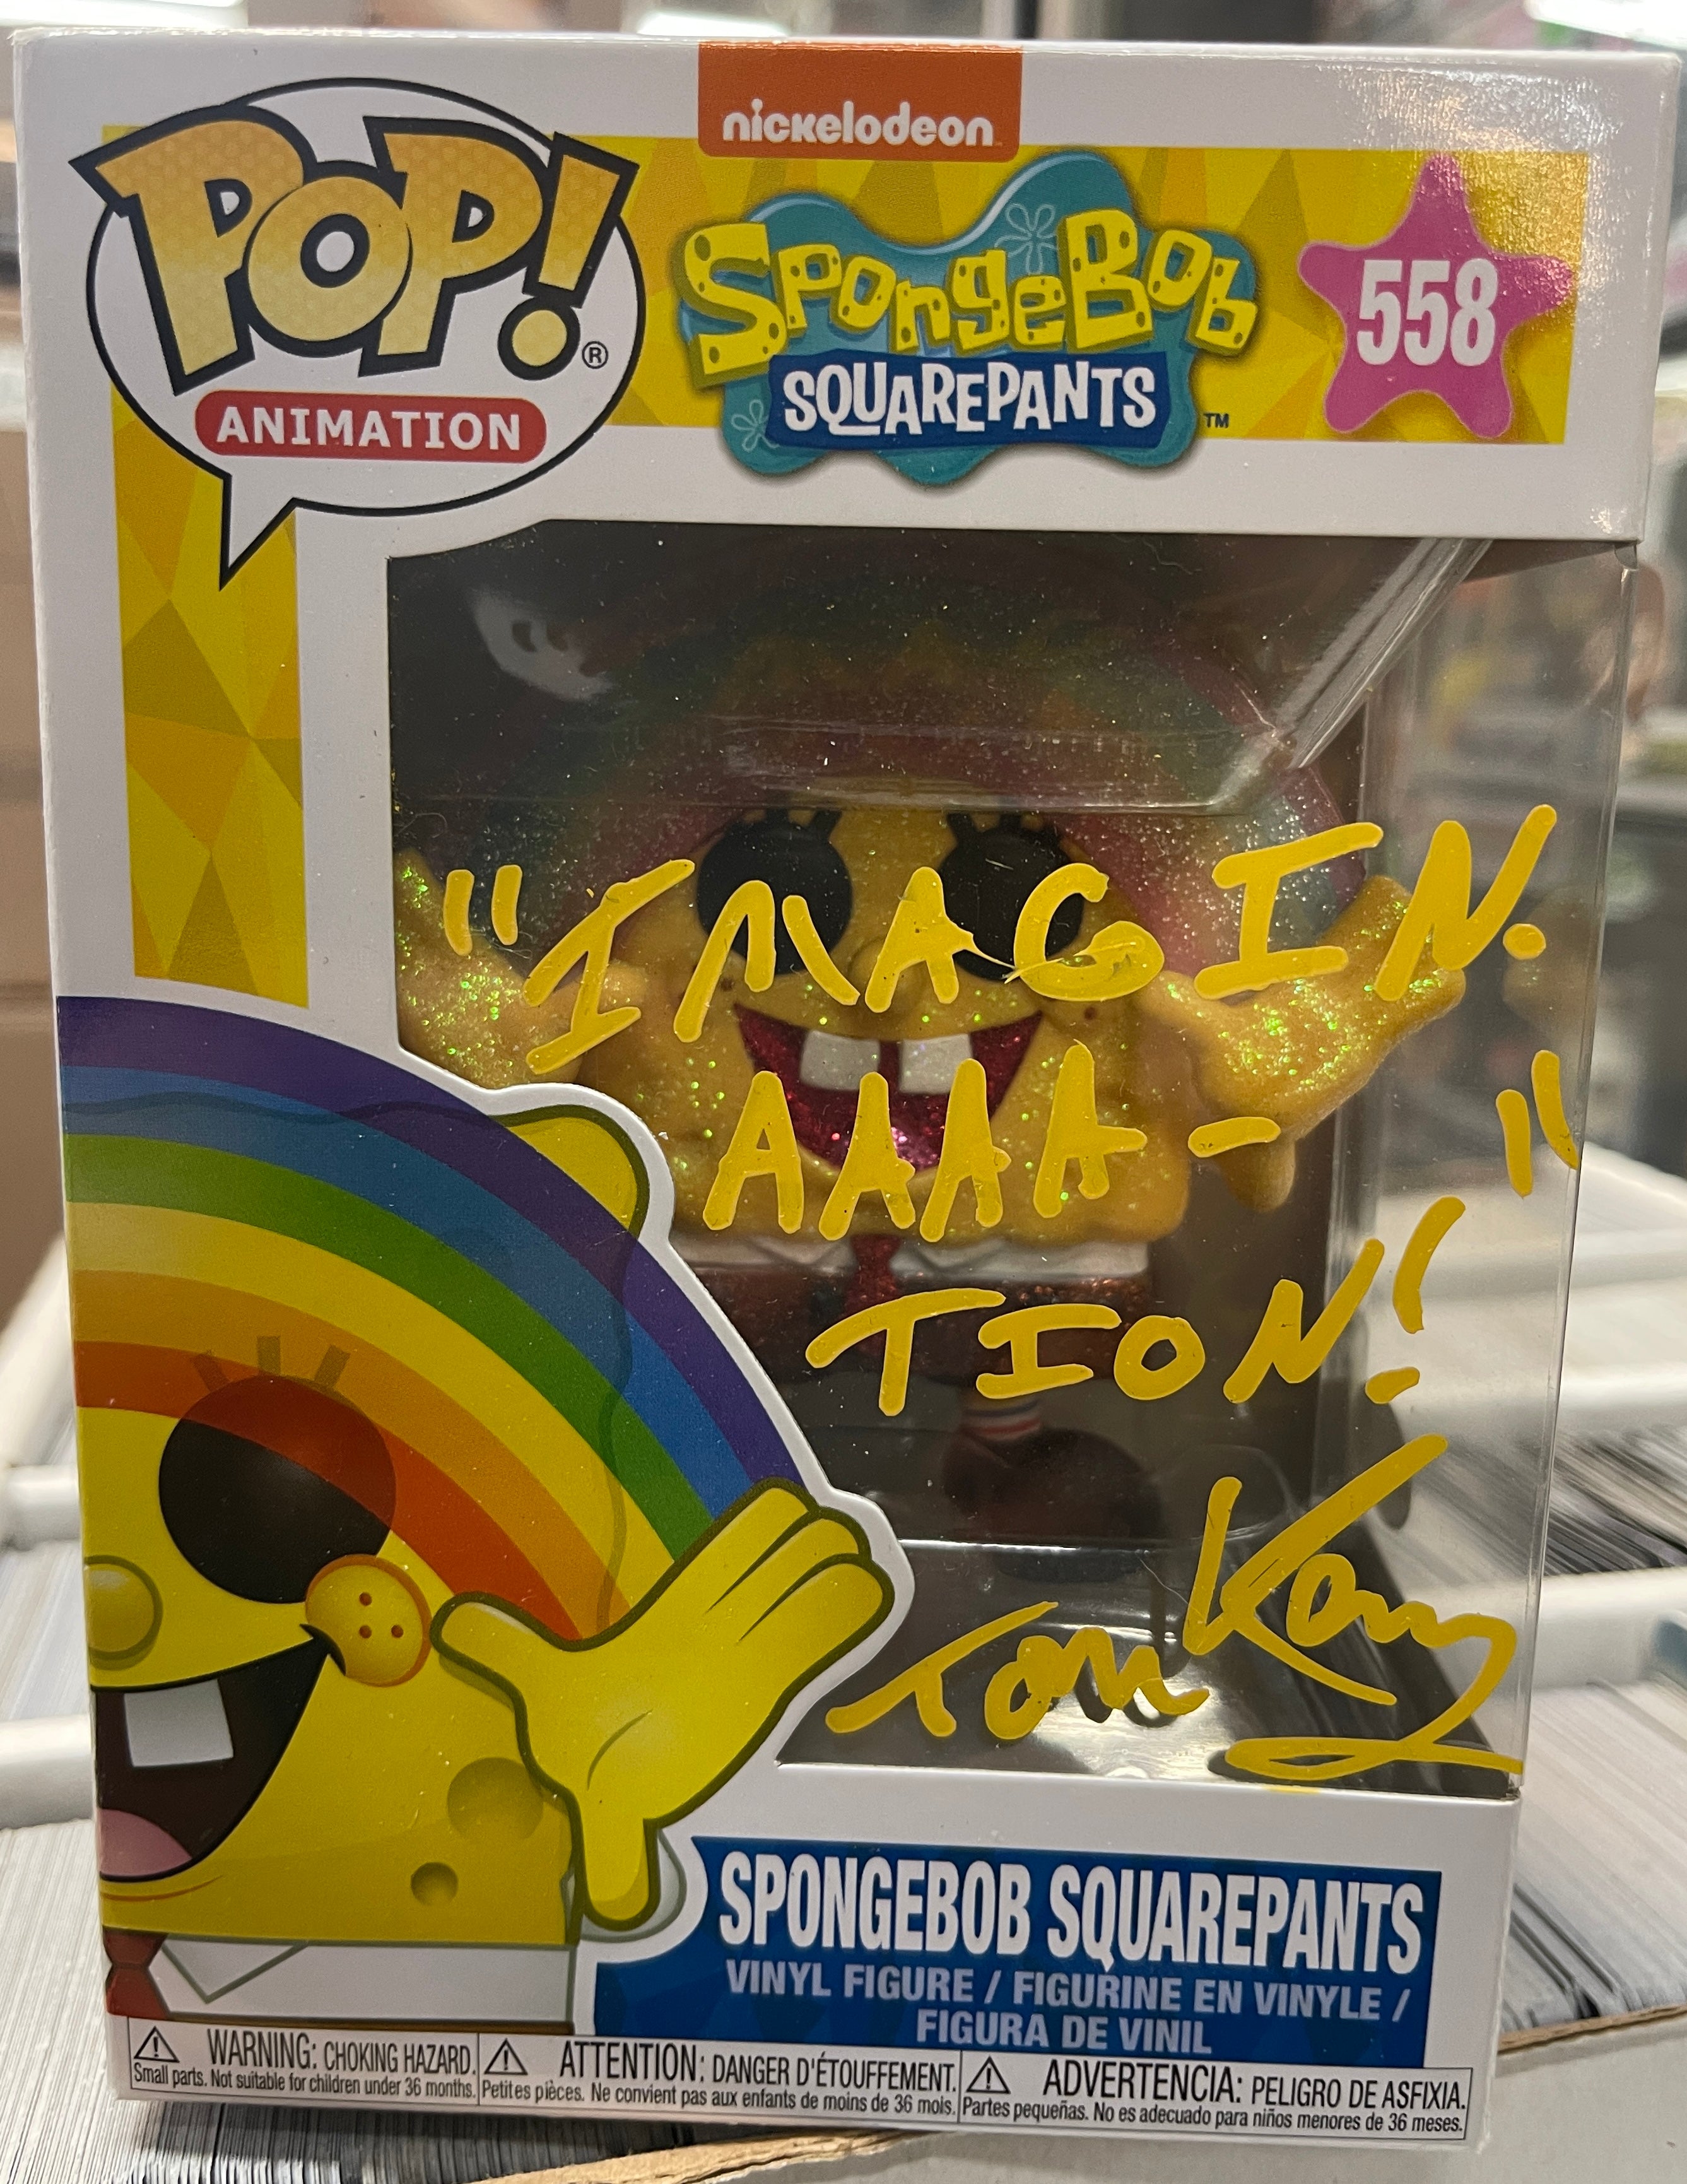 nickelodeon
POP!®
ANIMATION
SpongeBob
SQUAREPANTS™
558
"IMAGIN.
AAAA-
TION!"
Tom Kenny
SPONGEBOB SQUAREPANTS
VINYL FIGURE / FIGURINE EN VINYLE /
FIGURA DE VINIL
⚠ WARNING: CHOKING HAZARD.
Small parts. Not suitable for children under 36 months.
⚠ ATTENTION: DANGER D'ÉTOUFFEMENT.
Petites pièces. Ne convient pas aux enfants de moins de 36 mois.
⚠ ADVERTENCIA: PELIGRO DE ASFIXIA.
Partes pequeñas. No es adecuado para niños menores de 36 meses.